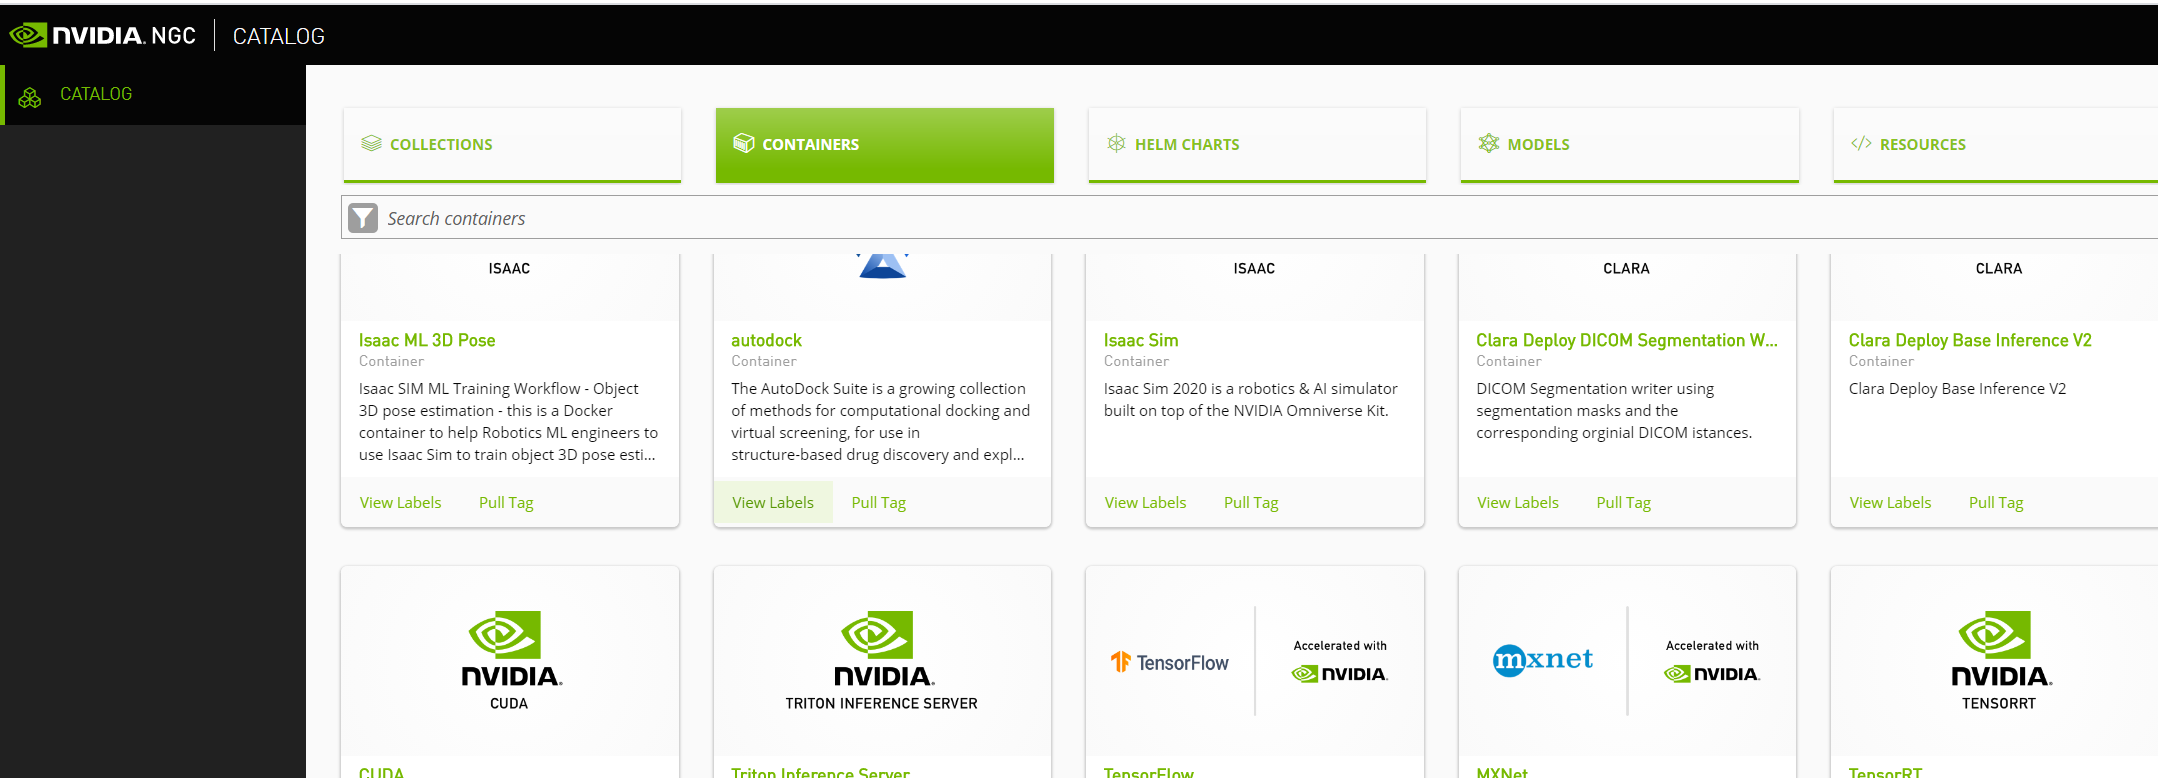 NVIDIA. NGC CATALOG
CATALOG
COLLECTIONS
CONTAINERS
HELM CHARTS
MODELS
RESOURCES
Search containers
ISAAC
Isaac ML 3D Pose
Container
Isaac SIM ML Training Workflow - Object
3D pose estimation - this is a Docker
container to help Robotics ML engineers to
use Isaac Sim to train object 3D pose esti...
View Labels Pull Tag
autodock
Container
The AutoDock Suite is a growing collection
of methods for computational docking and
virtual screening, for use in
structure-based drug discovery and expl...
View Labels Pull Tag
ISAAC
Isaac Sim
Container
Isaac Sim 2020 is a robotics & AI simulator
built on top of the NVIDIA Omniverse Kit.
View Labels Pull Tag
CLARA
Clara Deploy DICOM Segmentation W...
Container
DICOM Segmentation writer using
segmentation masks and the
corresponding orginial DICOM istances.
View Labels Pull Tag
CLARA
Clara Deploy Base Inference V2
Container
Clara Deploy Base Inference V2
View Labels Pull Tag
NVIDIA.
CUDA
CUDA
NVIDIA.
TRITON INFERENCE SERVER
Triton Inference Server
TensorFlow
Accelerated with
NVIDIA.
TensorFlow
mxnet
Accelerated with
NVIDIA.
MXNet
NVIDIA.
TENSORRT
TensorRT